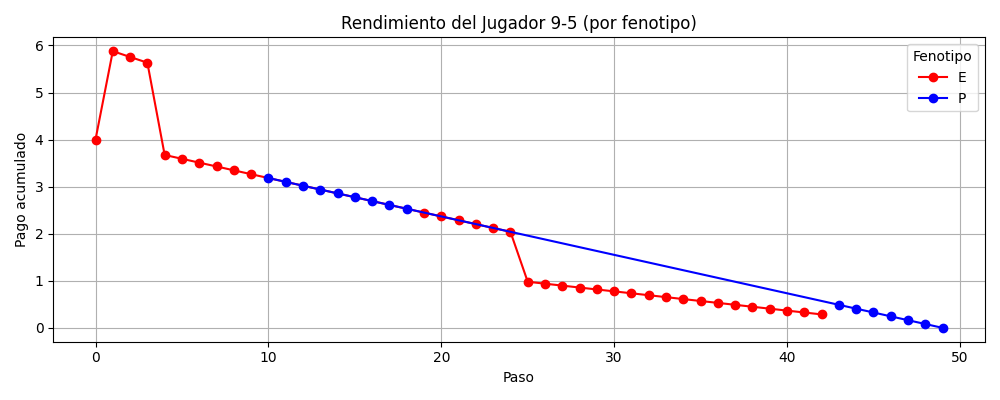 Rendimiento del Jugador 9-5 (por fenotipo)
Fenotipo
E
P
Pago acumulado
6
5
4
3
2
1
0
0 10 20 30 40 50
Paso